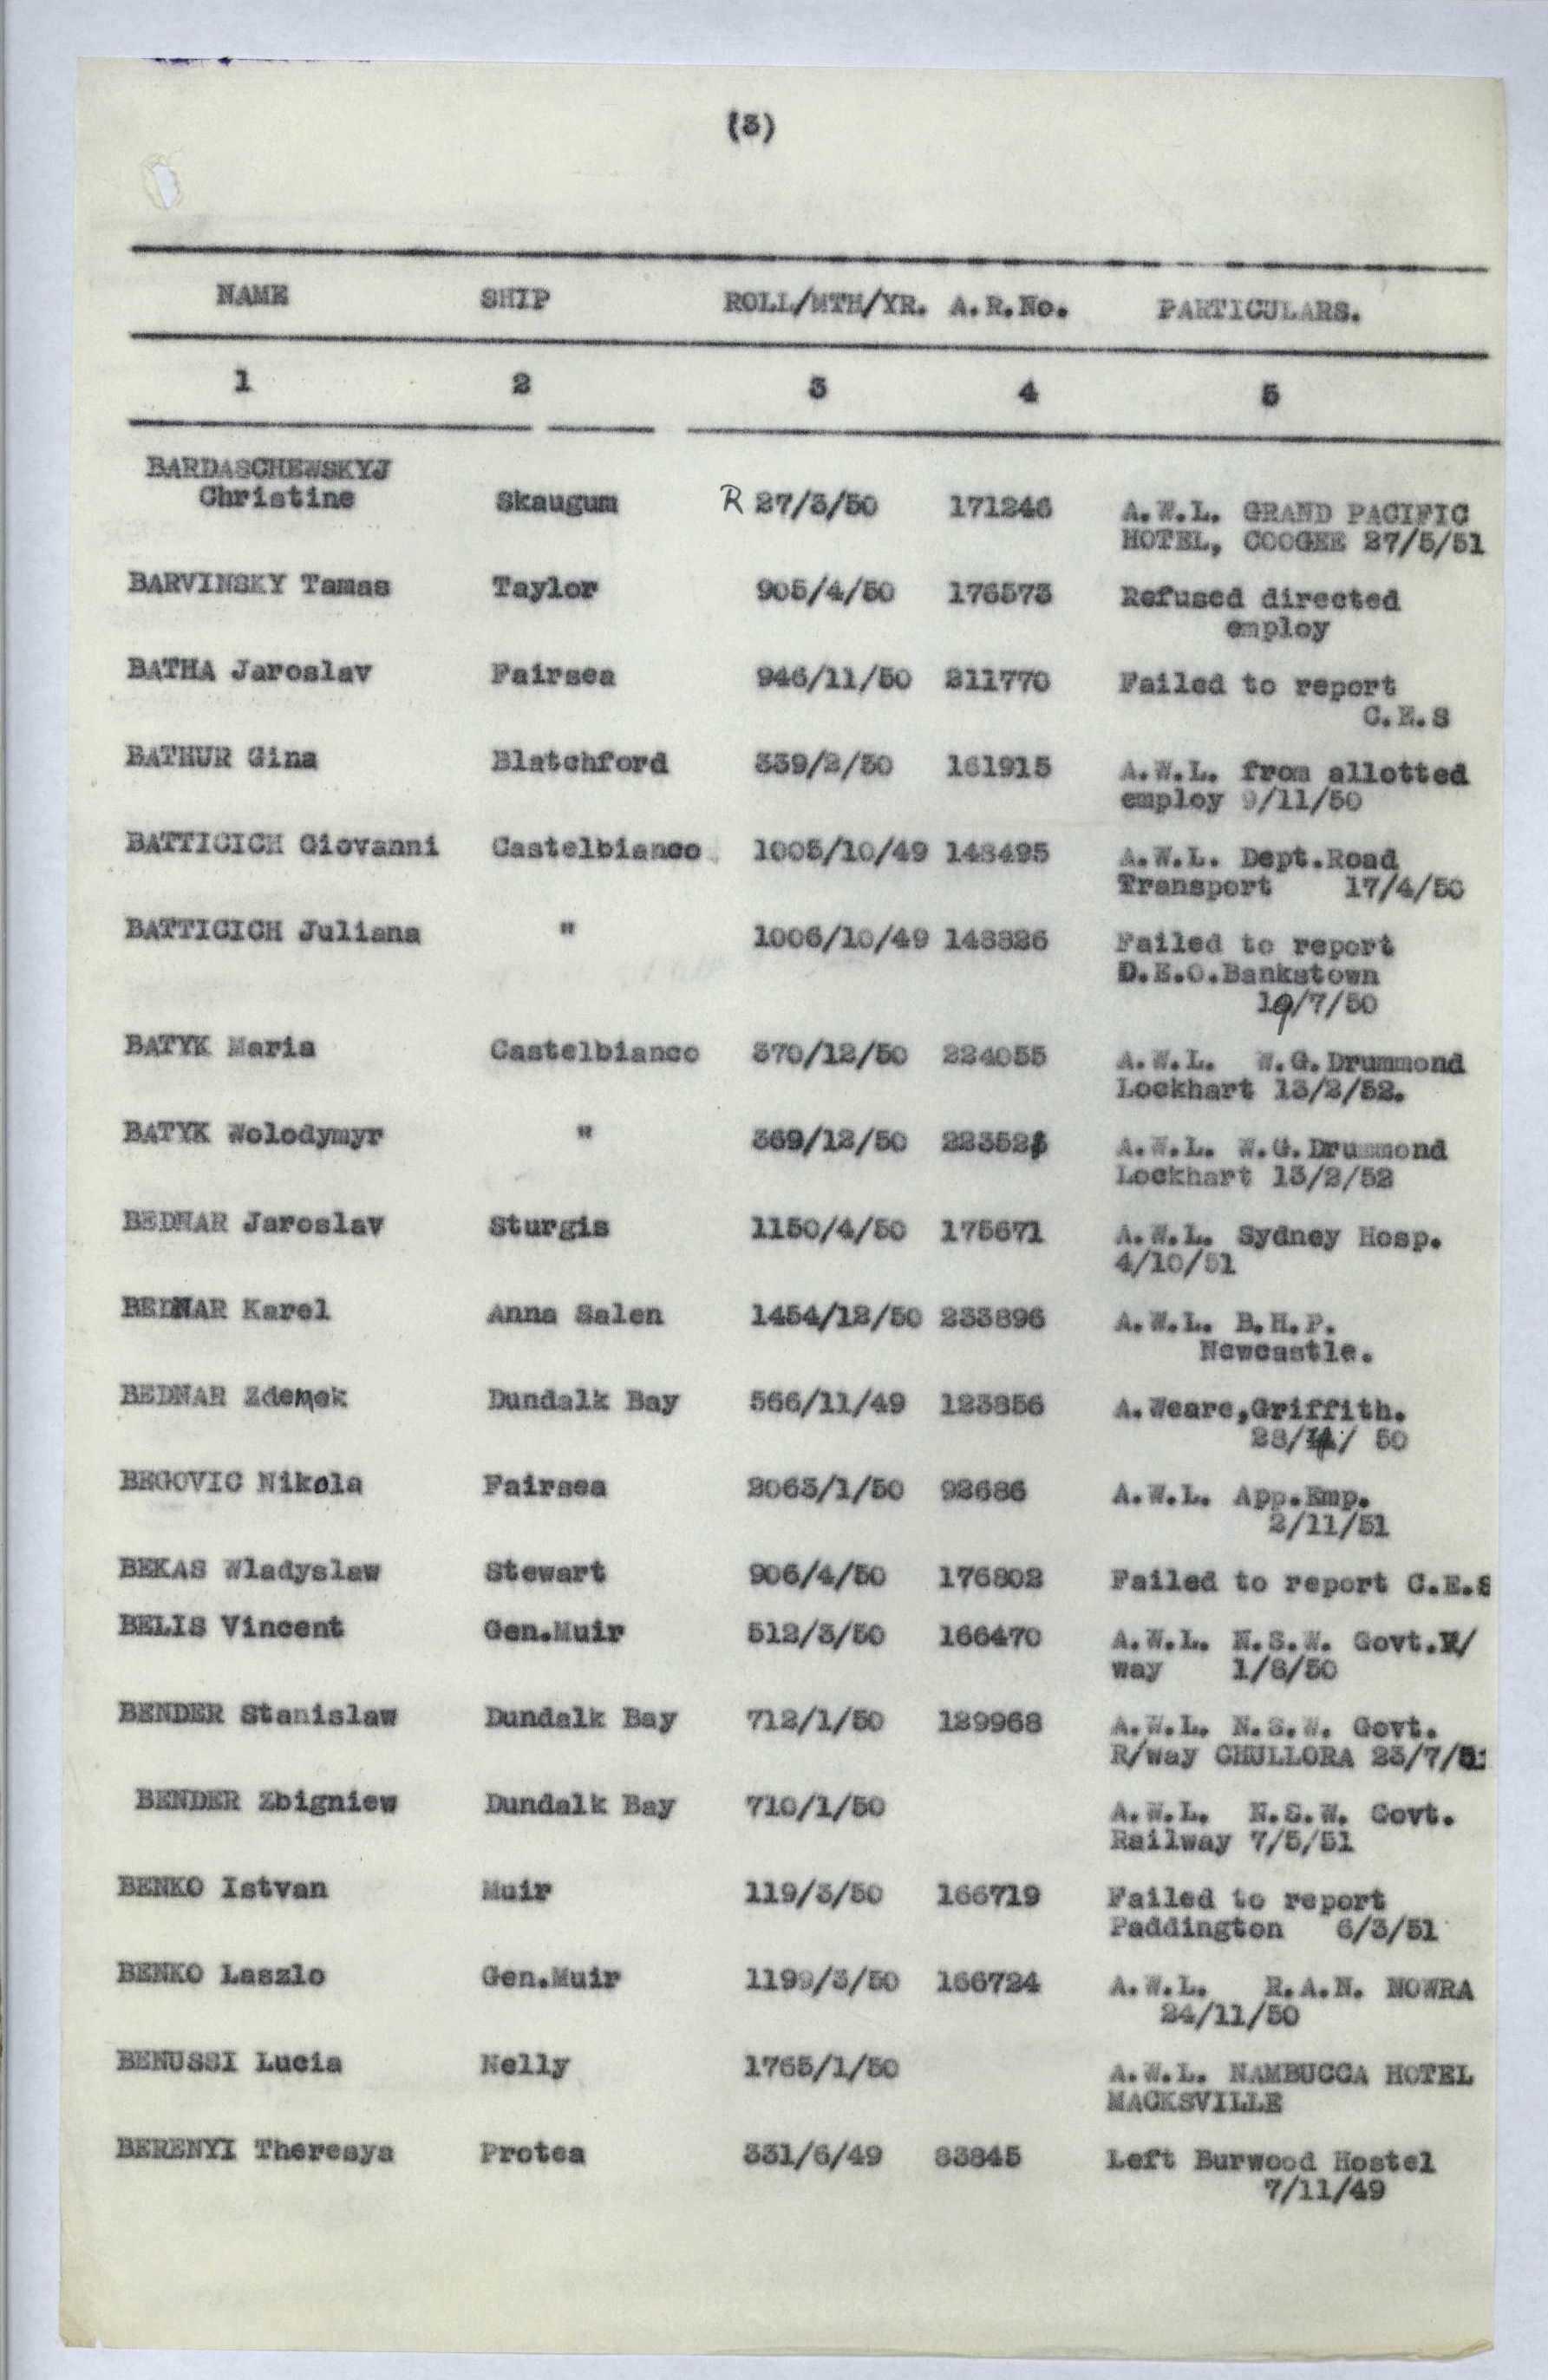 (3)
NAME SHIP ROLL/MTH/YR. A.R.No. PARTICULARS.
1 2 3 4 5
BARDASCHEWSKYJ
Christine Skaugum R 27/3/50 171246 A.W.L. GRAND PACIFIC
HOTEL, COOGEE 27/5/51
BARVINSKY Tamas Taylor 905/4/50 176573 Refused directed
employ
BATHA Jaroslav Fairsea 946/11/50 211770 Failed to report
C.E.S
BATHUR Gina Blatchford 339/2/50 161915 A.W.L. from allotted
employ 9/11/50
BATTICICH Giovanni Castelbianco 1005/10/49 148495 A.W.L. Dept.Road
Transport 17/4/50
BATTICICH Juliana " 1006/10/49 148326 Failed to report
D.E.O.Bankstown
19/7/50
BATYK Maria Castelbianco 370/12/50 224055 A.W.L. W.G.Drummond
Lockhart 13/2/52.
BATYK Wolodymyr " 369/12/50 A.W.L. W.G.Drummond
Lockhart 13/2/52
BEDNAR Jaroslav Sturgis 1150/4/50 175671 A.W.L. Sydney Hosp.
4/10/51
BEDNAR Karel Anna Salen 1454/12/50 233896 A.W.L. B.H.P.
Newcastle.
BEDNAR Zdenek Dundalk Bay 566/11/49 123856 A.Weare,Griffith.
50
BEGOVIC Nikola Fairsea 2063/1/50 92686 A.W.L. App.Emp.
2/11/51
BEKAS Wladyslaw Stewart 906/4/50 176802 Failed to report C.E.S
BELIS Vincent Gen.Muir 512/3/50 166470 A.W.L. N.S.W. Govt.R/
way 1/8/50
BENDER Stanislaw Dundalk Bay 712/1/50 129968 A.W.L. N.S.W. Govt.
R/way CHULLORA 23/7/51
BENDER Zbigniew Dundalk Bay 710/1/50 A.W.L. N.S.W. Govt.
Railway 7/5/51
BENKO Istvan Muir 119/3/50 166719 Failed to report
Paddington 6/3/51
BENKO Laszlo Gen.Muir 1199/3/50 166724 A.W.L. R.A.N. NOWRA
24/11/50
BENUSSI Lucia Nelly 1765/1/50 A.W.L. NAMBUCCA HOTEL
MACKSVILLE
BERENYI Theresya Protea 331/6/49 83845 Left Burwood Hostel
7/11/49